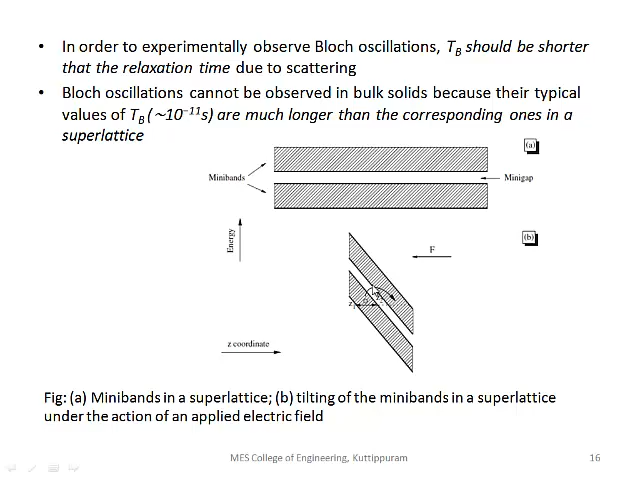 • In order to experimentally observe Bloch oscillations, TB should be shorter
that the relaxation time due to scattering
• Bloch oscillations cannot be observed in bulk solids because their typical
values of TB (∼10⁻¹¹s) are much longer than the corresponding ones in a
superlattice
(a)
Minibands
Minigap
Energy
(b)
F
z coordinate
Fig: (a) Minibands in a superlattice; (b) tilting of the minibands in a superlattice
under the action of an applied electric field
MES College of Engineering, Kuttippuram 16